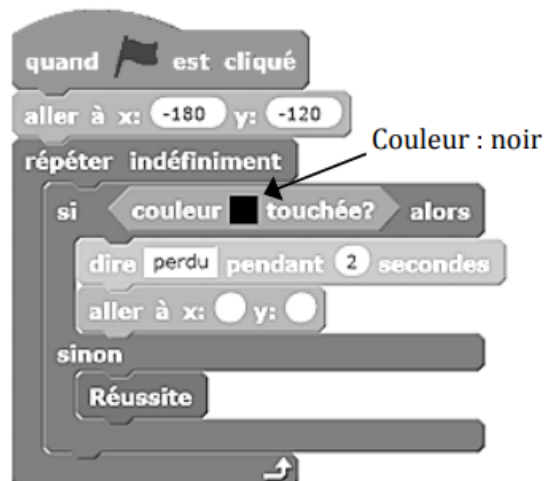 quand est cliqué
aller à x: -180 y: -120
Couleur : noir
répéter indéfiniment
si couleur touchée? alors
dire perdu pendant 2 secondes
aller à x: y:
sinon
Réussite